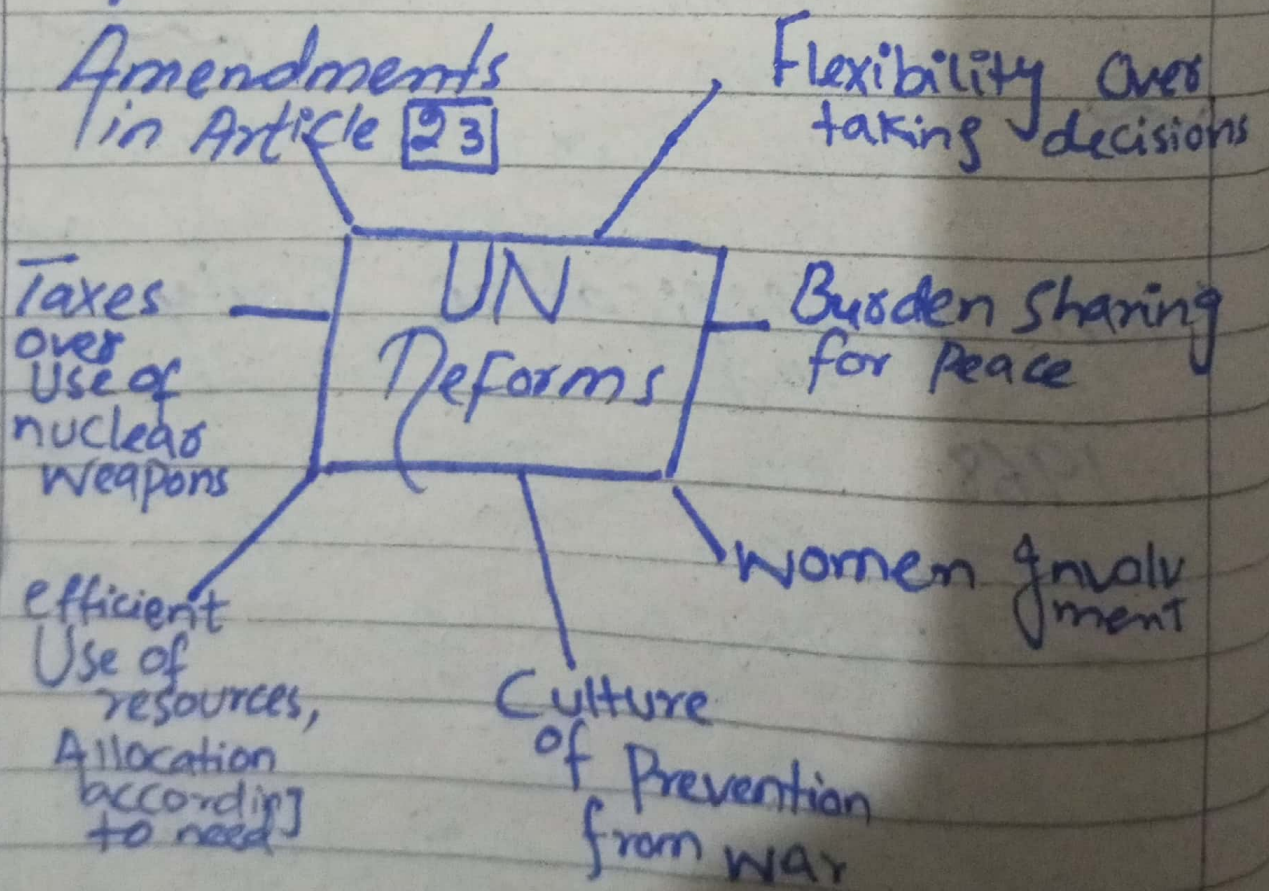 Amendments
in Article 23
Flexibility Over
taking decisions
UN
Reforms
Taxes
over
Use of
nuclear
weapons
Burden Sharing
for Peace
efficient
Use of
resources,
Allocation
according
to need
Culture
of Prevention
from war
Women Involv
ment